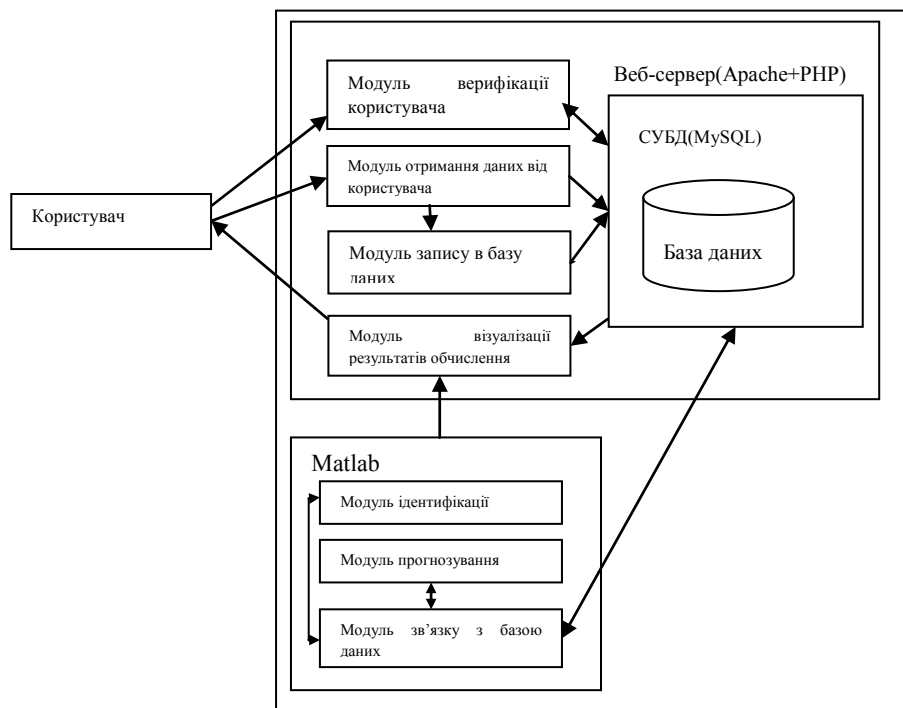 Веб-сервер(Apache+PHP)
Модуль верифікації
користувача
СУБД(MySQL)
Модуль отримання даних від
користувача
Користувач
База даних
Модуль запису в базу
даних
Модуль візуалізації
результатів обчислення
Matlab
Модуль ідентифікації
Модуль прогнозування
Модуль зв’язку з базою
даних